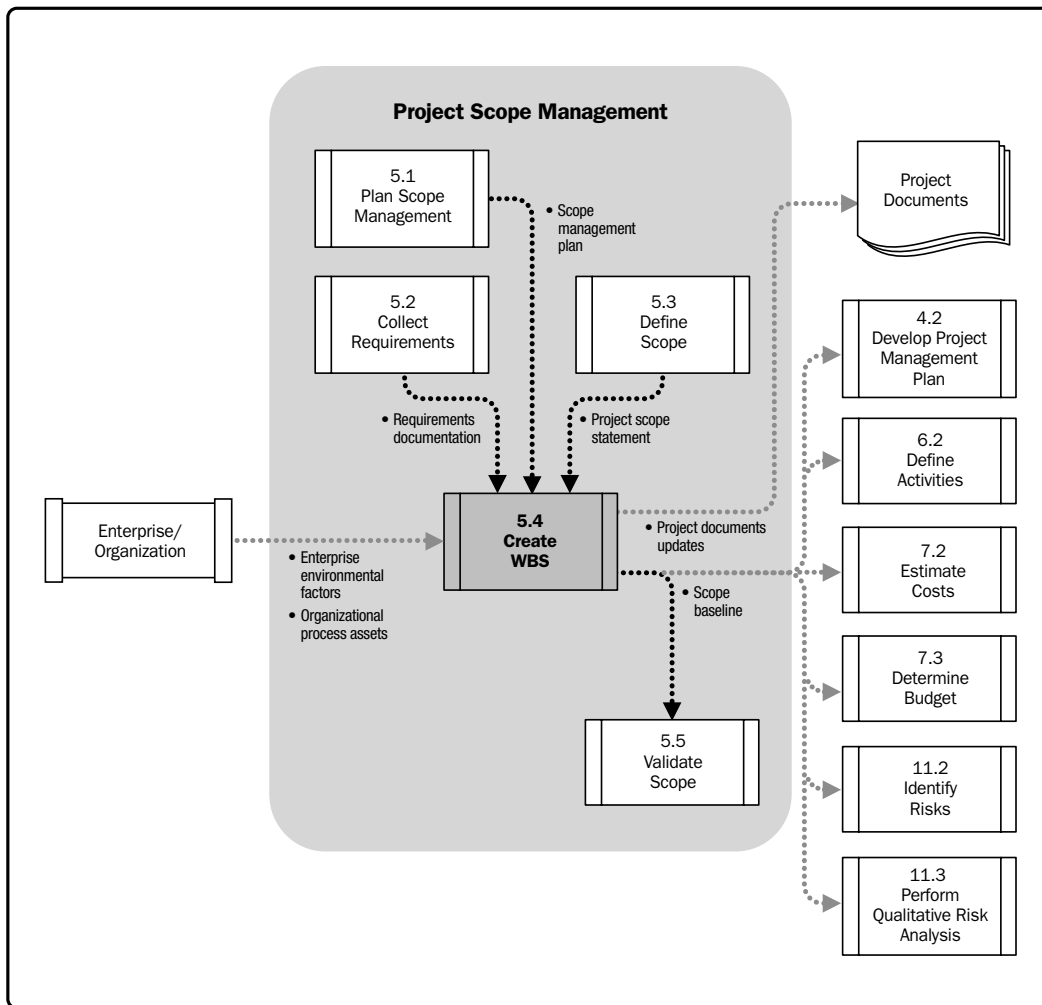 Project Scope Management
5.1
Plan Scope
Management
• Scope
management
plan
5.2
Collect
Requirements
5.3
Define
Scope
• Requirements
documentation
• Project scope
statement
Enterprise/
Organization
• Enterprise
environmental
factors
• Organizational
process assets
5.4
Create
WBS
• Project documents
updates
• Scope
baseline
5.5
Validate
Scope
Project
Documents
4.2
Develop Project
Management
Plan
6.2
Define
Activities
7.2
Estimate
Costs
7.3
Determine
Budget
11.2
Identify
Risks
11.3
Perform
Qualitative Risk
Analysis